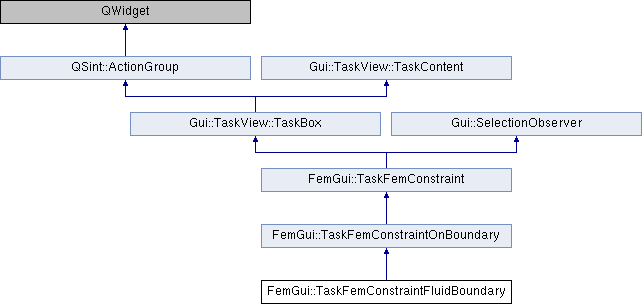 QWidget
QSint::ActionGroup
Gui::TaskView::TaskContent
Gui::TaskView::TaskBox
Gui::SelectionObserver
FemGui::TaskFemConstraint
FemGui::TaskFemConstraintOnBoundary
FemGui::TaskFemConstraintFluidBoundary